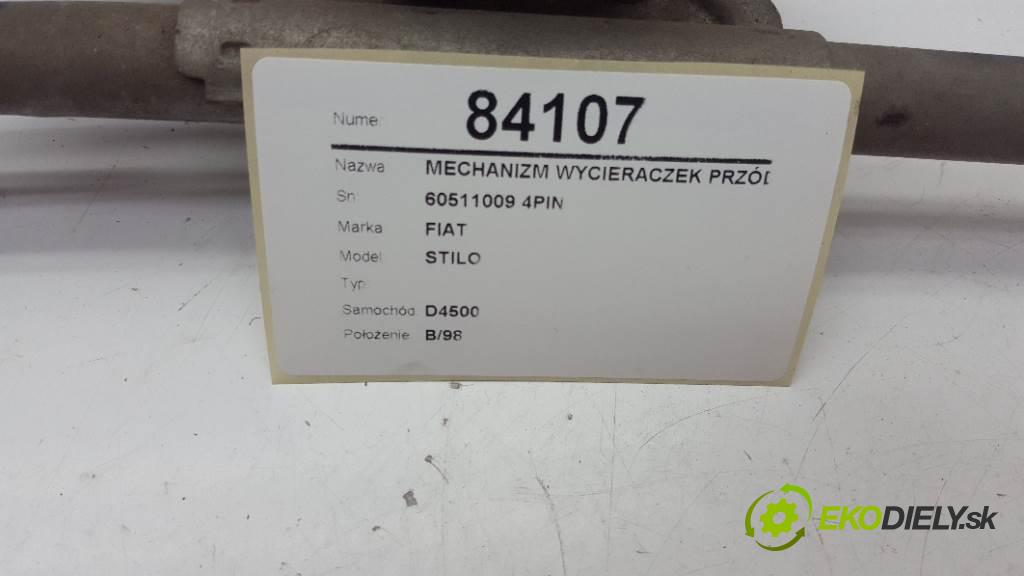 Nume 84107
Nazwa MECHANIZM WYCIERACZEK PRZÓD
Sn 60511009 4PIN
Marka FIAT
Model STILO
Typ
Samochód D4500
Położenie B/98
EKODIELY.sk